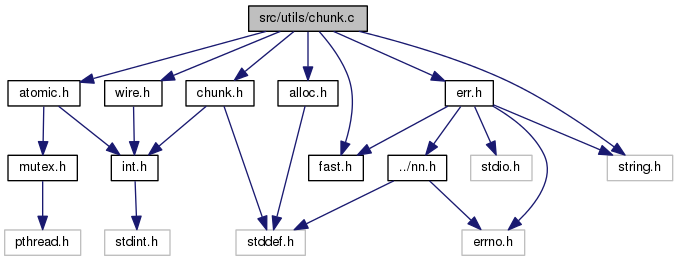 src/utils/chunk.c
atomic.h
wire.h
chunk.h
alloc.h
err.h
mutex.h
int.h
fast.h
../nn.h
stdio.h
string.h
pthread.h
stdint.h
stddef.h
errno.h